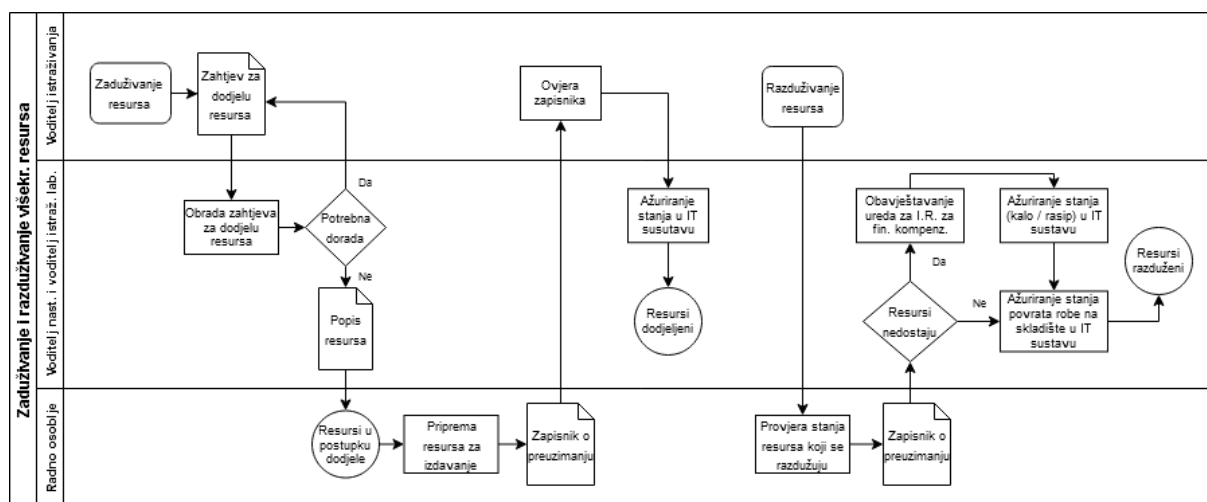 Zaduživanje i razduživanje višekr. resursa
Voditelj istraživanja
Zaduživanje
resursa
Zahtjev za
dodjelu
resursa
Ovjera
zapisnika
Razduživanje
resursa
Voditelj nast. i voditelj istraž. lab.
Obrada zahtjeva
za dodjelu
resursa
Potrebna
dorada
Da
Ne
Popis
resursa
Ažuriranje
stanja u IT
susutavu
Resursi
dodjeljeni
Obavještavanje
ureda za I.R. za
fin. kompenz.
Da
Resursi
nedostaju
Ne
Ažuriranje stanja
(kalo / rasip) u IT
sustavu
Ažuriranje stanja
povrata robe na
skladište u IT
sustavu
Resursi
razduženi
Radno osoblje
Resursi u
postupku
dodjele
Priprema
resursa za
izdavanje
Zapisnik o
preuzimanju
Provjera stanja
resursa koji se
razdužuju
Zapisnik o
preuzimanju